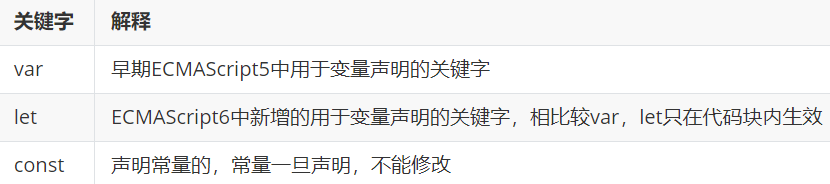 关键字 解释
var 早期ECMAScript5中用于变量声明的关键字
let ECMAScript6中新增的用于变量声明的关键字，相比较var，let只在代码块内生效
const 声明常量的，常量一旦声明，不能修改